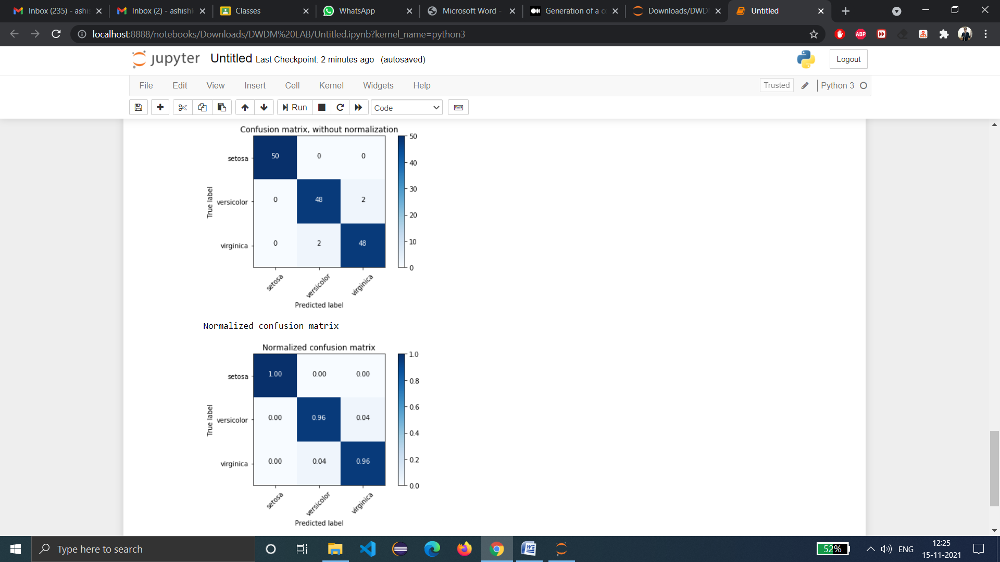 Inbox (235) - ashis
Inbox (2) - ashishk
Classes
WhatsApp
Microsoft Word -
Generation of a co
Downloads/DWD
Untitled
localhost:8888/notebooks/Downloads/DWDM%20LAB/Untitled.ipynb?kernel_name=python3
ABP
jupyter Untitled Last Checkpoint: 2 minutes ago (autosaved)
Logout
File Edit View Insert Cell Kernel Widgets Help
Trusted
Python 3
Run
Code
Confusion matrix, without normalization
setosa 50 0 0
versicolor 0 48 2
virginica 0 2 48
True label
setosa versicolor virginica
Predicted label
50
40
30
20
10
0
Normalized confusion matrix
Normalized confusion matrix
setosa 1.00 0.00 0.00
versicolor 0.00 0.96 0.04
virginica 0.00 0.04 0.96
True label
setosa versicolor virginica
Predicted label
1.0
0.8
0.6
0.4
0.2
0.0
Type here to search
52%
ENG
12:25
15-11-2021